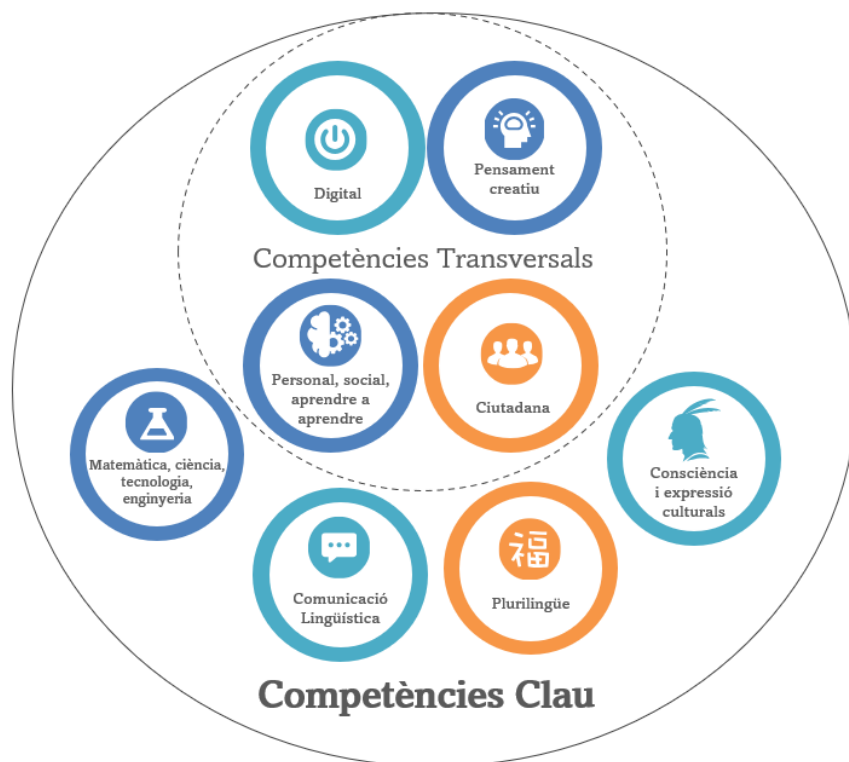 Digital
Pensament
creatiu
Competències Transversals
Personal, social,
aprendre a
aprendre
Ciutadana
Matemàtica, ciència,
tecnologia,
enginyeria
Consciència
i expressió
culturals
Comunicació
Lingüística
福
Plurilingüe
Competències Clau